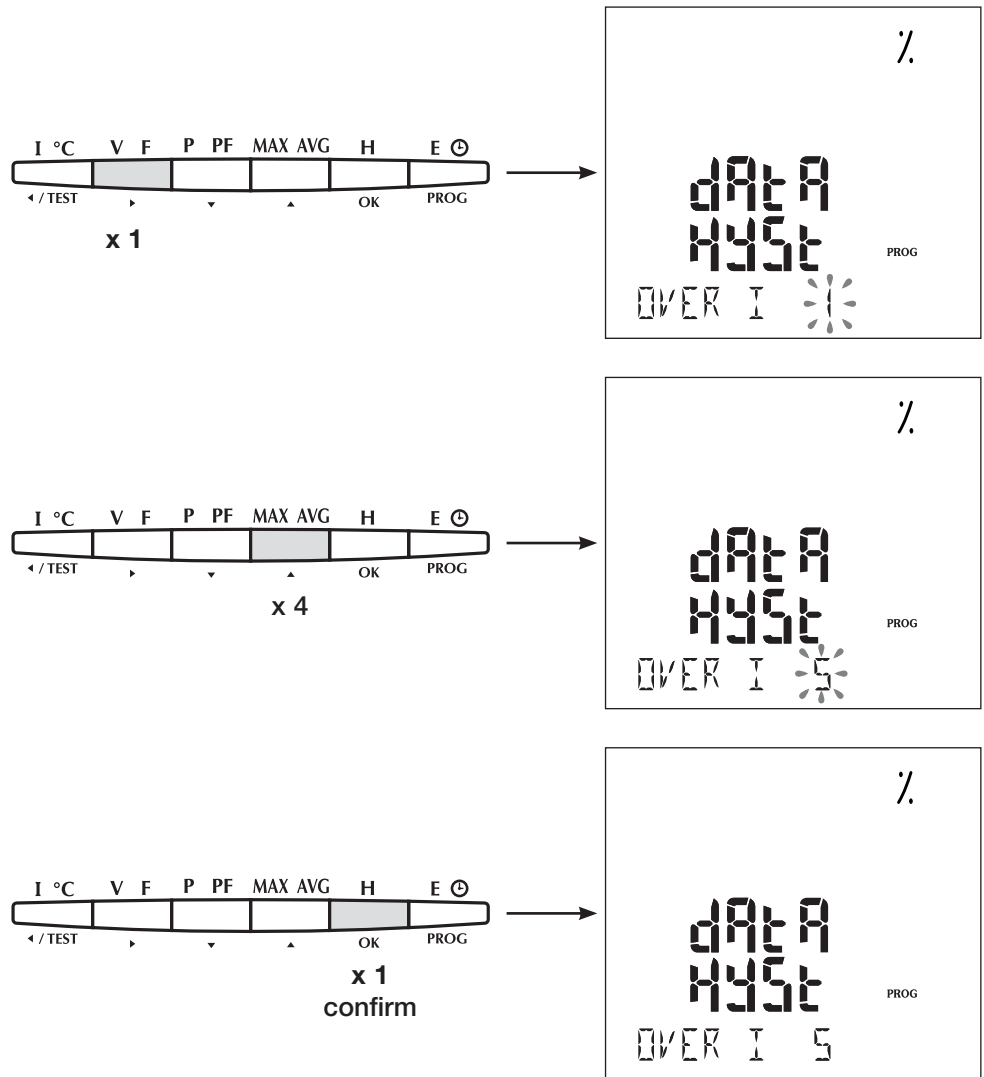 %
I °C V F P PF MAX AVG H E
/ TEST OK PROG
x 1
dAtA
HYSt
PROG
OVER I 1
%
I °C V F P PF MAX AVG H E
/ TEST OK PROG
x 4
dAtA
HYSt
PROG
OVER I 5
%
I °C V F P PF MAX AVG H E
/ TEST OK PROG
x 1
confirm
dAtA
HYSt
PROG
OVER I 5